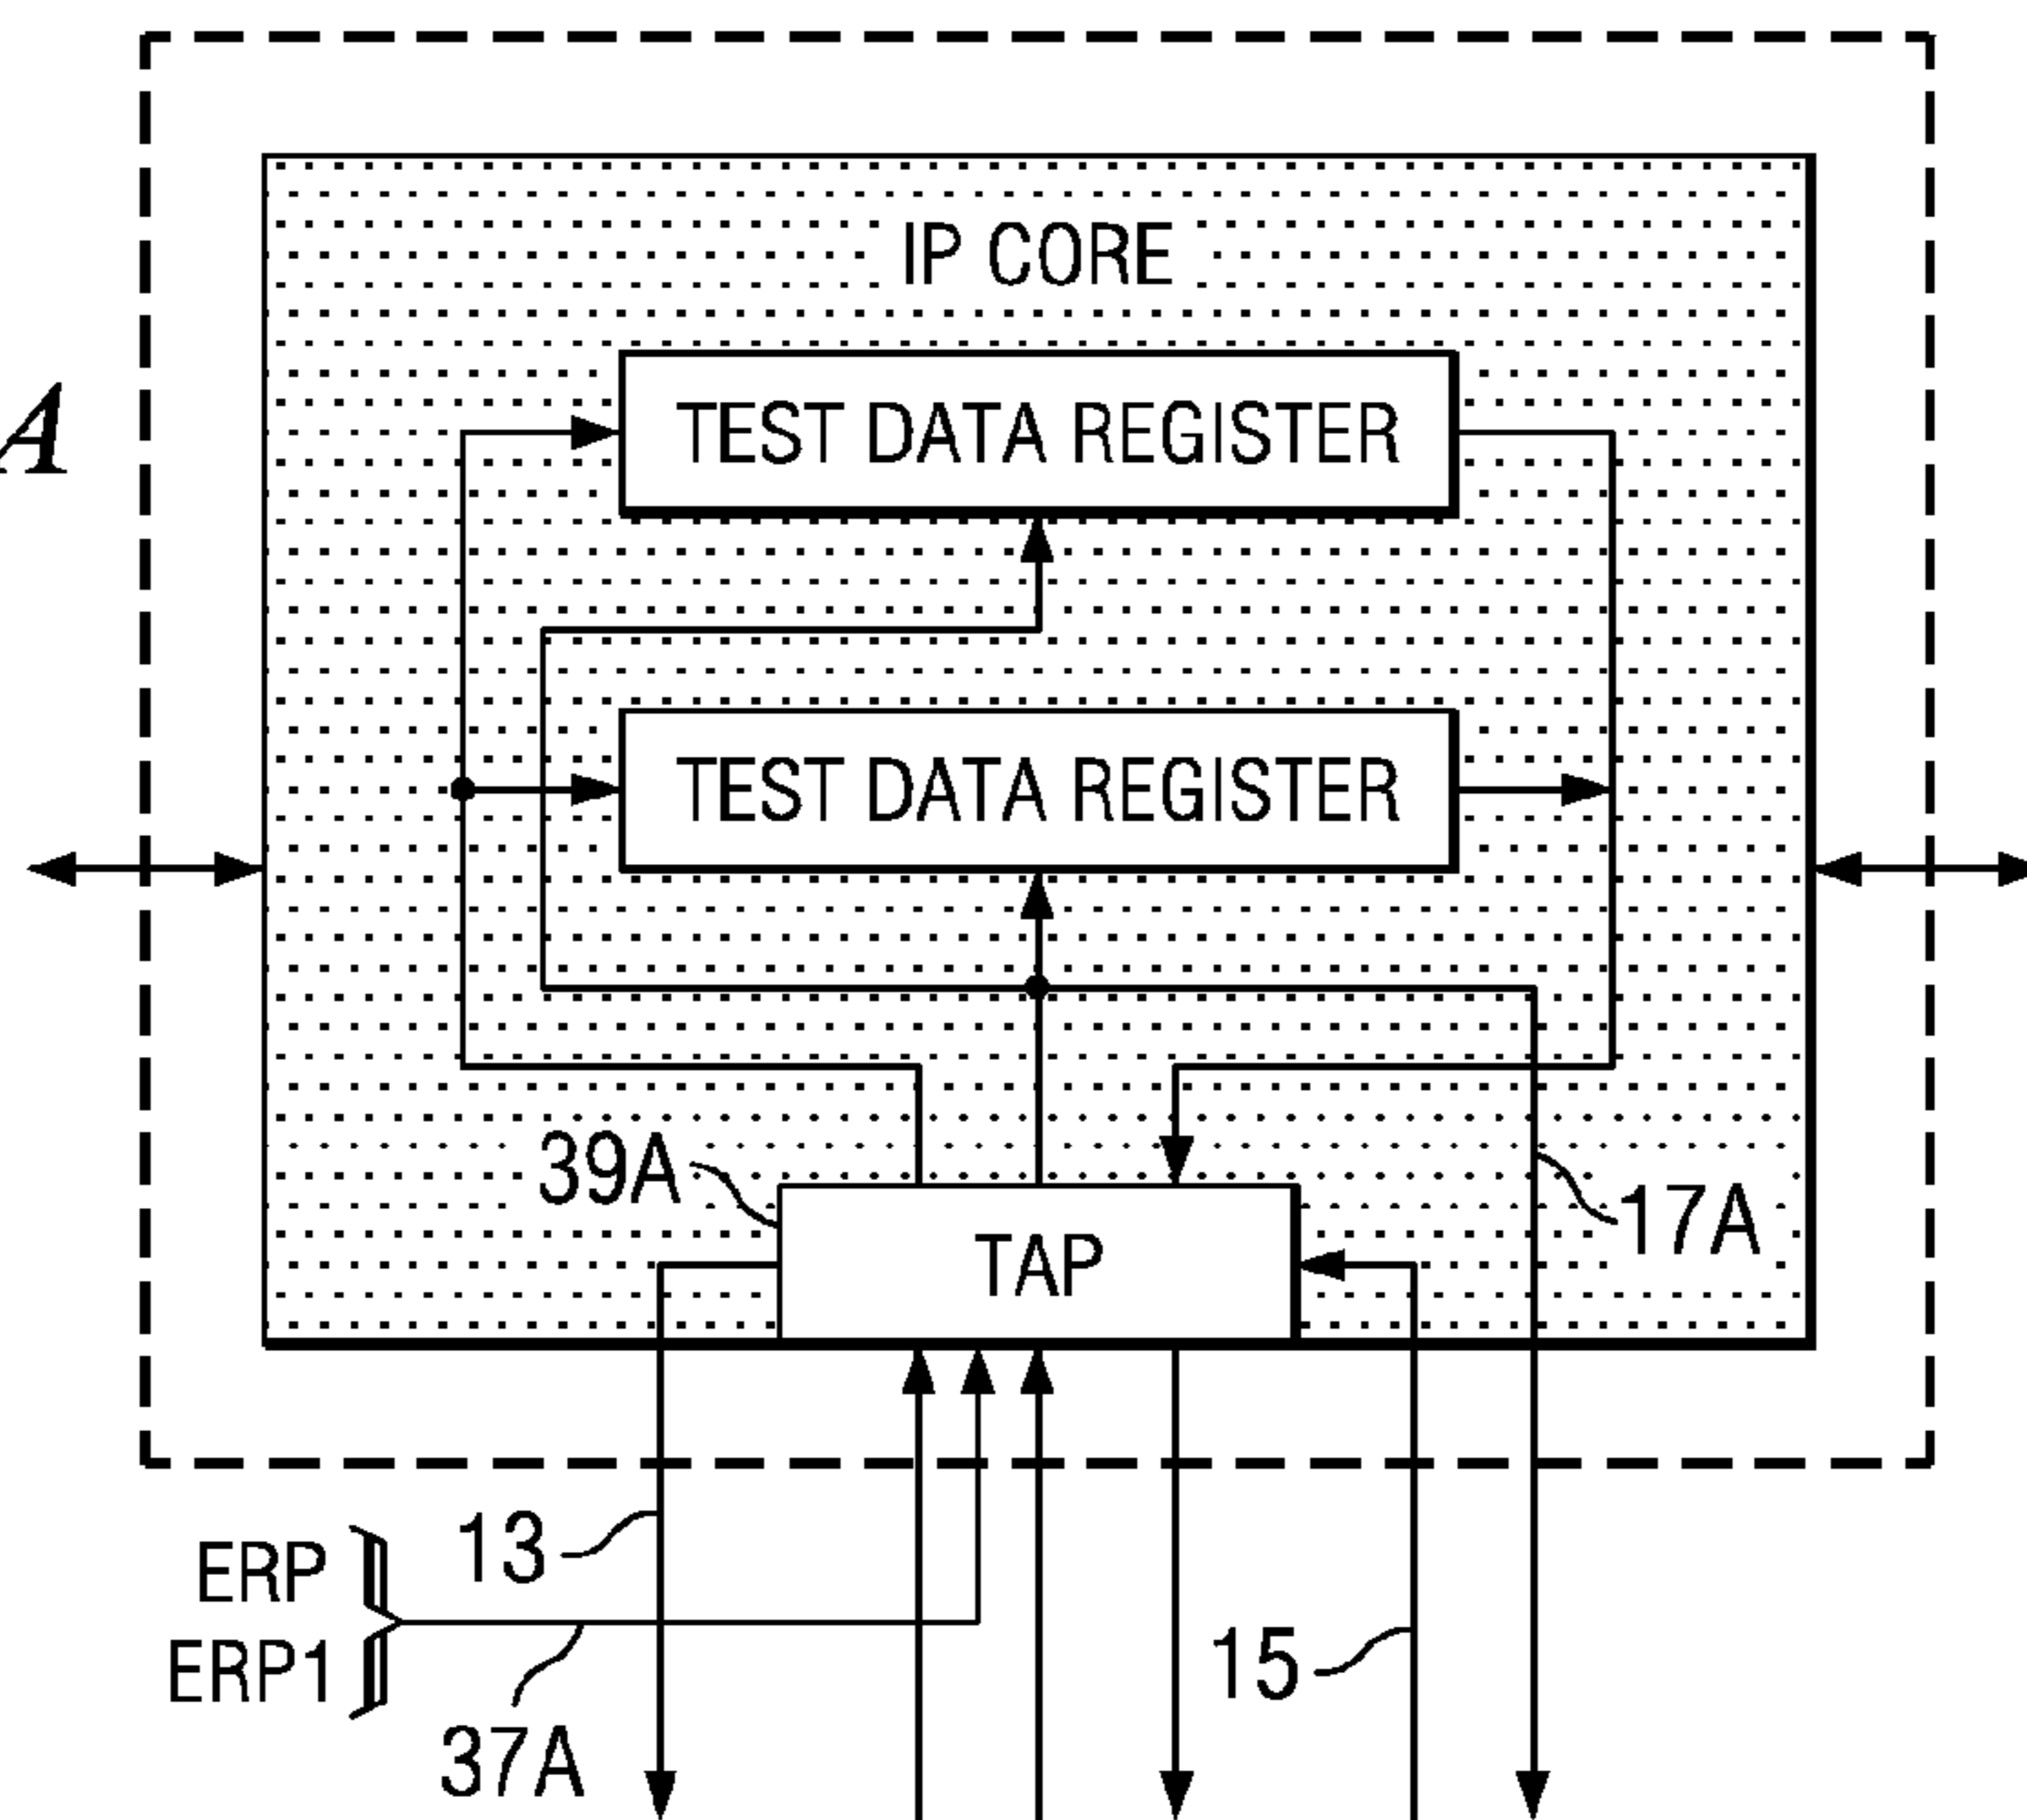 IP CORE
A
TEST DATA REGISTER
TEST DATA REGISTER
39A
17A
TAP
13
ERP
ERP1
15
37A